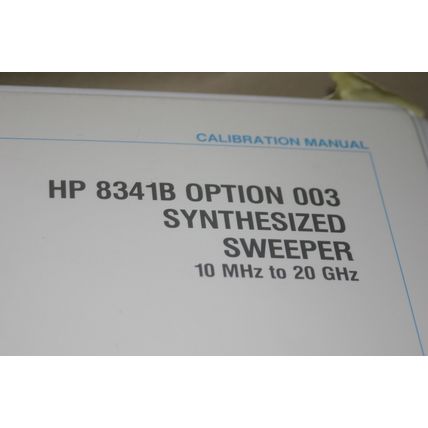 CALIBRATION MANUAL
HP 8341B OPTION 003
SYNTHESIZED
SWEEPER
10 MHz to 20 GHz